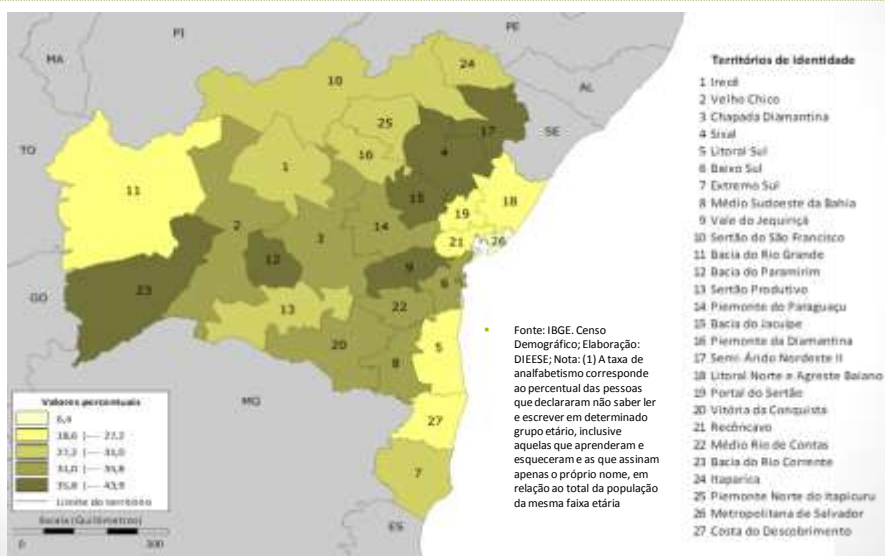 MA
PI
PE
AL
SE
TO
GO
MG
ES
24
10
17
25
4
16
1
11
15
18
19
2
14
3
21
26
12
9
6
23
13
22
5
20
8
27
7
Valores percentuais
6,4
18,6 |— 27,2
27,2 |— 31,0
31,0 |— 35,8
35,8 |— 43,9
Limite do território
Escala (Quilômetros)
0 300
• Fonte: IBGE. Censo
Demográfico; Elaboração:
DIEESE; Nota: (1) A taxa de
analfabetismo corresponde
ao percentual das pessoas
que declararam não saber ler
e escrever em determinado
grupo etário, inclusive
aquelas que aprenderam e
esqueceram e as que assinam
apenas o próprio nome, em
relação ao total da população
da mesma faixa etária
Territórios de Identidade
1 Irecê
2 Velho Chico
3 Chapada Diamantina
4 Sisal
5 Litoral Sul
6 Baixo Sul
7 Extremo Sul
8 Médio Sudoeste da Bahia
9 Vale do Jequiriçá
10 Sertão do São Francisco
11 Bacia do Rio Grande
12 Bacia do Paramirim
13 Sertão Produtivo
14 Piemonte do Paraguaçu
15 Bacia do Jacuípe
16 Piemonte da Diamantina
17 Semi-Árido Nordeste II
18 Litoral Norte e Agreste Baiano
19 Portal do Sertão
20 Vitória da Conquista
21 Recôncavo
22 Médio Rio de Contas
23 Bacia do Rio Corrente
24 Itaparica
25 Piemonte Norte do Itapicuru
26 Metropolitana de Salvador
27 Costa do Descobrimento